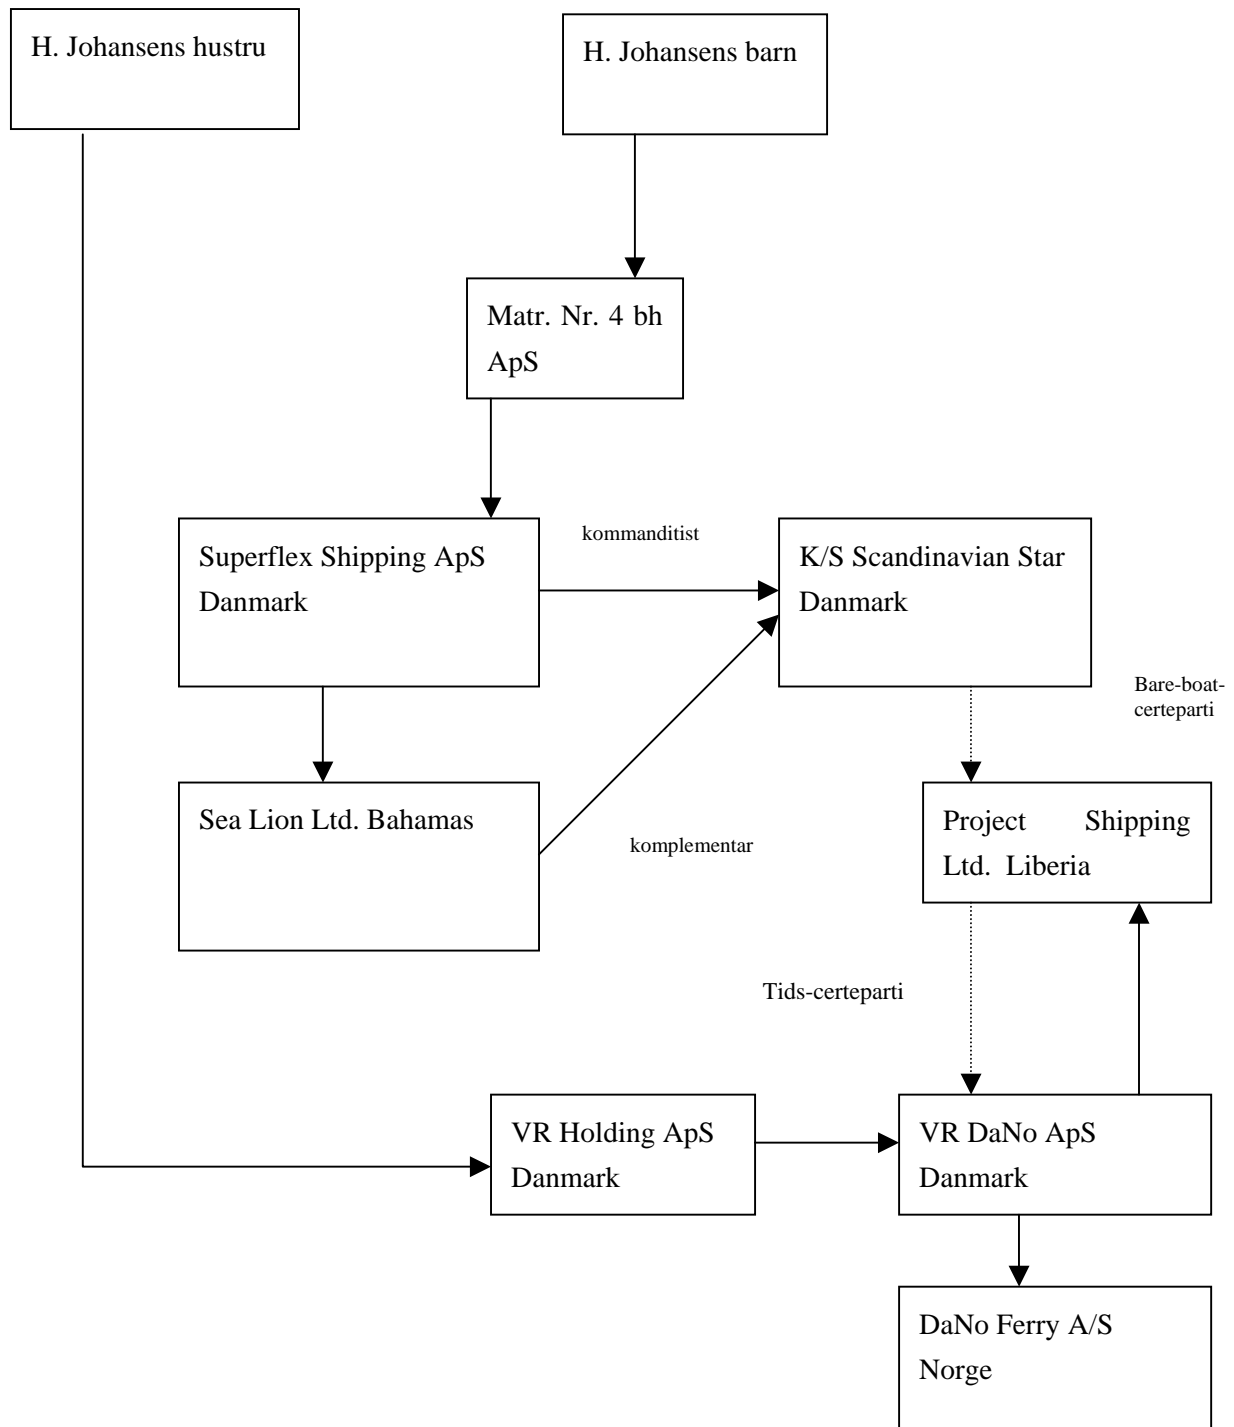 H. Johansens hustru
H. Johansens barn
Matr. Nr. 4 bh
ApS
Superflex Shipping ApS
Danmark
kommanditist
K/S Scandinavian Star
Danmark
Bare-boat-
certeparti
Sea Lion Ltd. Bahamas
komplementar
Project Shipping
Ltd. Liberia
Tids-certeparti
VR Holding ApS
Danmark
VR DaNo ApS
Danmark
DaNo Ferry A/S
Norge